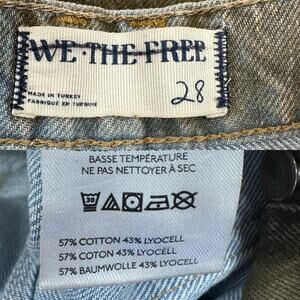 WE THE FREE
MADE IN TURKEY
FABRIQUÉ EN TURQUIE
28
BASSE TEMPÉRATURE
NE PAS NETTOYER À SEC
30
57% COTTON 43% LYOCELL
57% COTON 43% LYOCELL
57% BAUMWOLLE 43% LYOCELL